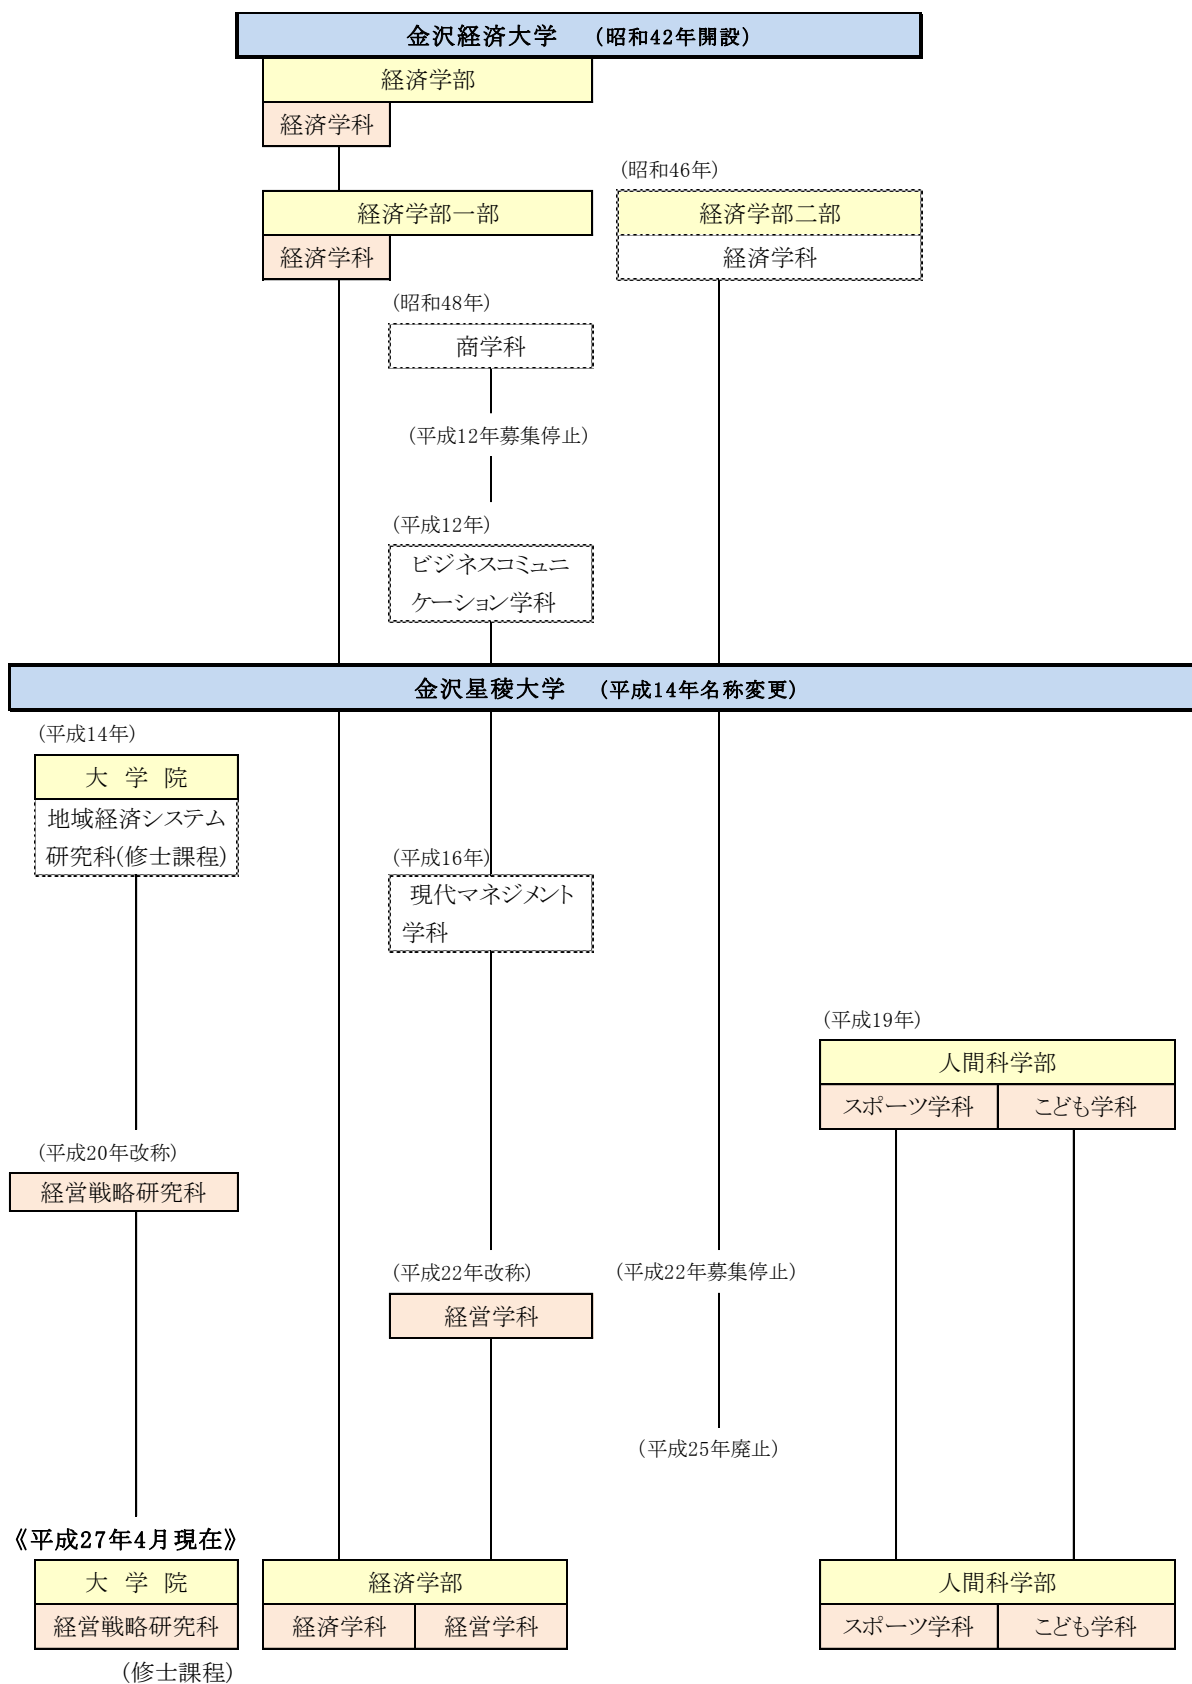 金沢経済大学 （昭和42年開設）
経済学部
経済学科
(昭和46年)
経済学部一部
経済学部二部
経済学科
経済学科
(昭和48年)
商学科
(平成12年募集停止)
(平成12年)
ビジネスコミュニ
ケーション学科
金沢星稜大学 （平成14年名称変更）
(平成14年)
大 学 院
地域経済システム
研究科(修士課程)
(平成16年)
現代マネジメント
学科
(平成19年)
人間科学部
スポーツ学科
こども学科
(平成20年改称)
経営戦略研究科
(平成22年改称)
(平成22年募集停止)
経営学科
(平成25年廃止)
《平成27年4月現在》
大 学 院
経済学部
人間科学部
経営戦略研究科
経済学科
経営学科
スポーツ学科
こども学科
(修士課程)